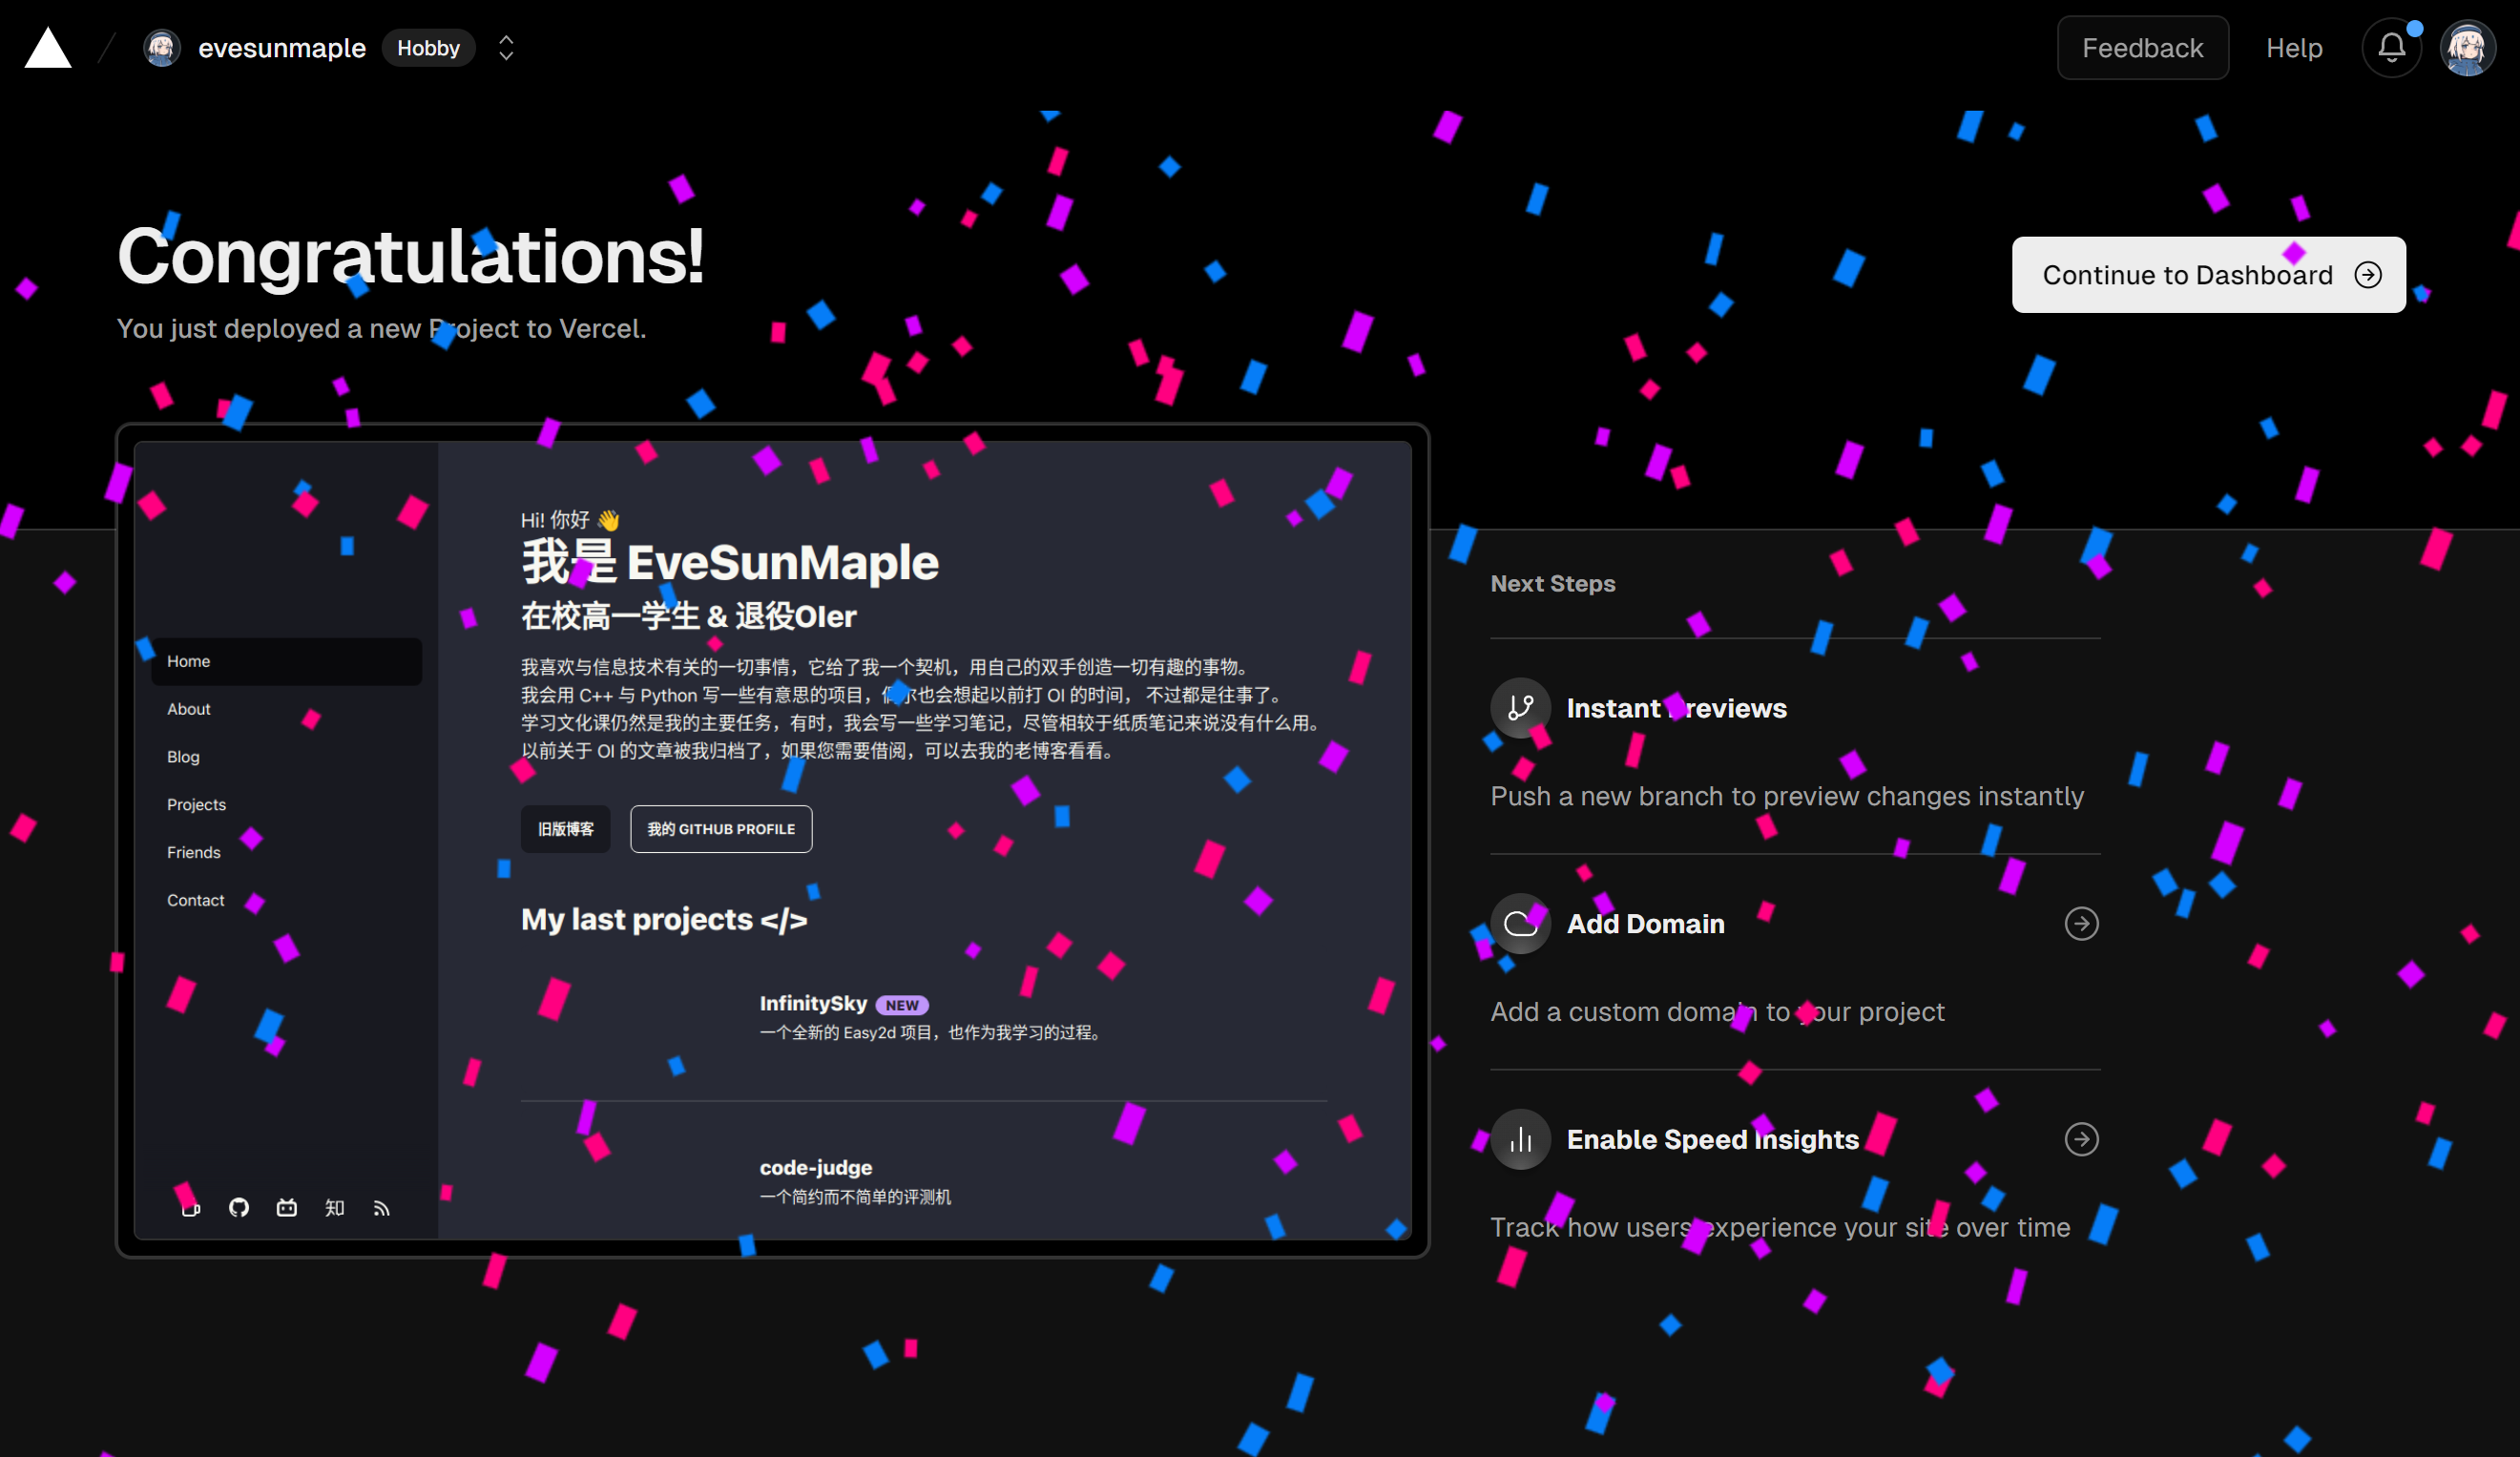 evesunmaple Hobby
Feedback
Help
Congratulations!
You just deployed a new Project to Vercel.
Continue to Dashboard
Home
About
Blog
Projects
Friends
Contact
知
Hi! 你好 👋
我是 EveSunMaple
在校高一学生 & 退役OIer
我喜欢与信息技术有关的一切事情，它给了我一个契机，用自己的双手创造一切有趣的事物。
我会用 C++ 与 Python 写一些有意思的项目，偶尔也会想起以前打 OI 的时间， 不过都是往事了。
学习文化课仍然是我的主要任务，有时，我会写一些学习笔记，尽管相较于纸质笔记来说没有什么用。
以前关于 OI 的文章被我归档了，如果您需要借阅，可以去我的老博客看看。
旧版博客
我的 GITHUB PROFILE
My last projects </>
InfinitySky NEW
一个全新的 Easy2d 项目，也作为我学习的过程。
code-judge
一个简约而不简单的评测机
Next Steps
Instant Previews
Push a new branch to preview changes instantly
Add Domain
Add a custom domain to your project
Enable Speed Insights
Track how users experience your site over time